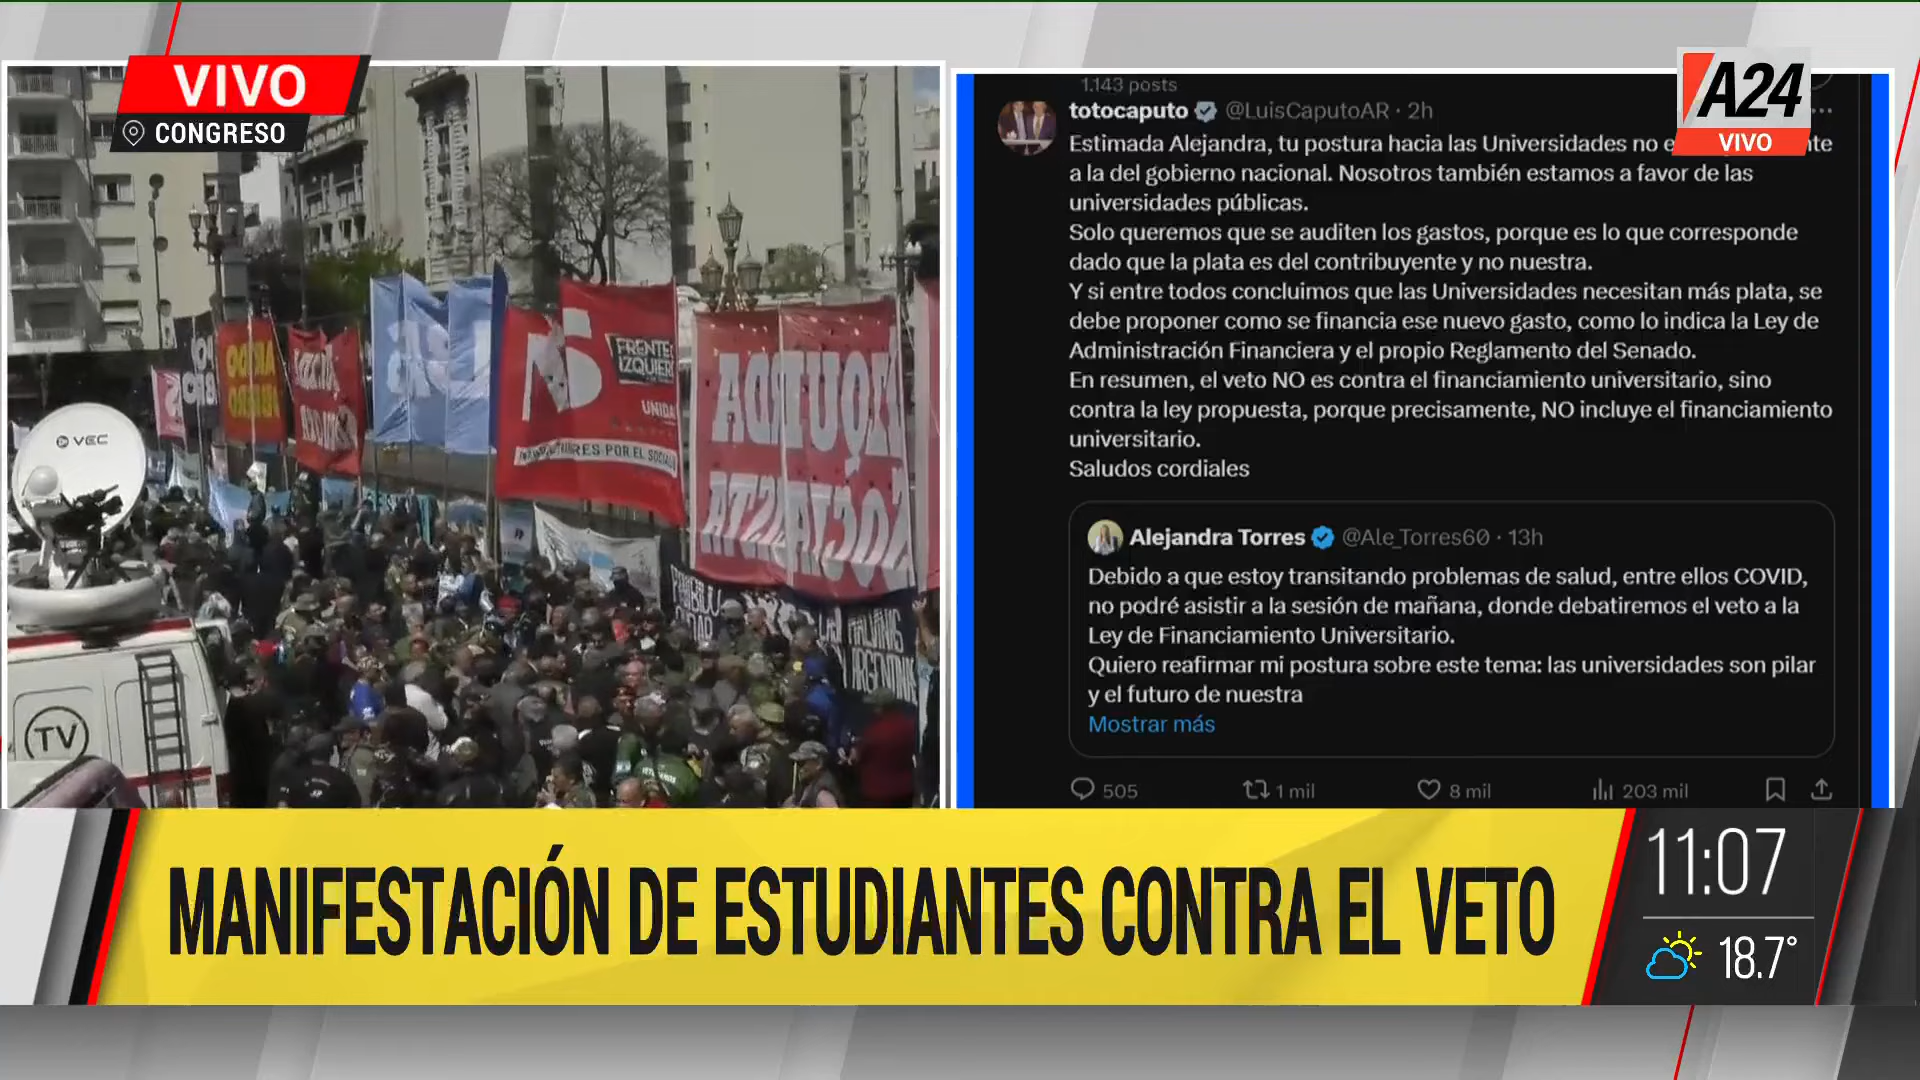 VIVO
CONGRESO
VEC
TV
FRENTE
IZQUIER
UNIDA
RES POR EL SOCIA
MALVINAS
ARGENTINAS
1.143 posts
totocaputo @LuisCaputoAR · 2h
Estimada Alejandra, tu postura hacia las Universidades no
a la del gobierno nacional. Nosotros también estamos a favor de las
universidades públicas.
Solo queremos que se auditen los gastos, porque es lo que corresponde
dado que la plata es del contribuyente y no nuestra.
Y si entre todos concluimos que las Universidades necesitan más plata, se
debe proponer como se financia ese nuevo gasto, como lo indica la Ley de
Administración Financiera y el propio Reglamento del Senado.
En resumen, el veto NO es contra el financiamiento universitario, sino
contra la ley propuesta, porque precisamente, NO incluye el financiamiento
universitario.
Saludos cordiales
Alejandra Torres @Ale_Torres60 · 13h
Debido a que estoy transitando problemas de salud, entre ellos COVID,
no podré asistir a la sesión de mañana, donde debatiremos el veto a la
Ley de Financiamiento Universitario.
Quiero reafirmar mi postura sobre este tema: las universidades son pilar
y el futuro de nuestra
Mostrar más
505 1 mil 8 mil 203 mil
A24
VIVO
MANIFESTACIÓN DE ESTUDIANTES CONTRA EL VETO
11:07
18.7°